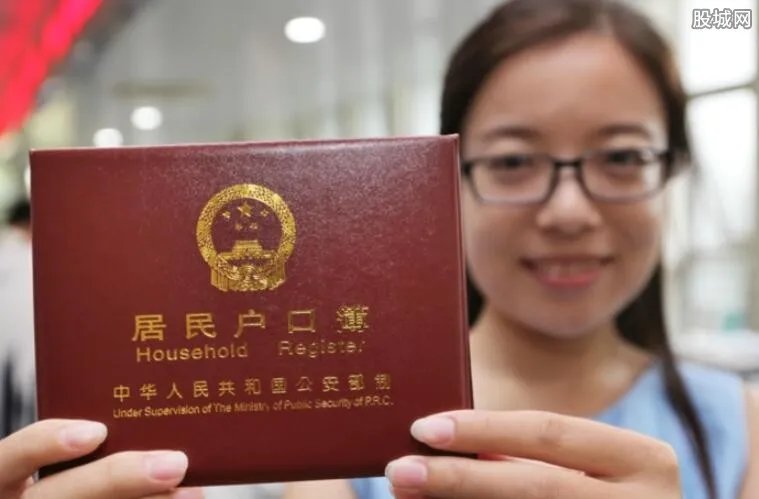 股城网
居民户口簿
Household Register
中华人民共和国公安部制
Under Supervision of The Ministry of Public Security of P.R.C.